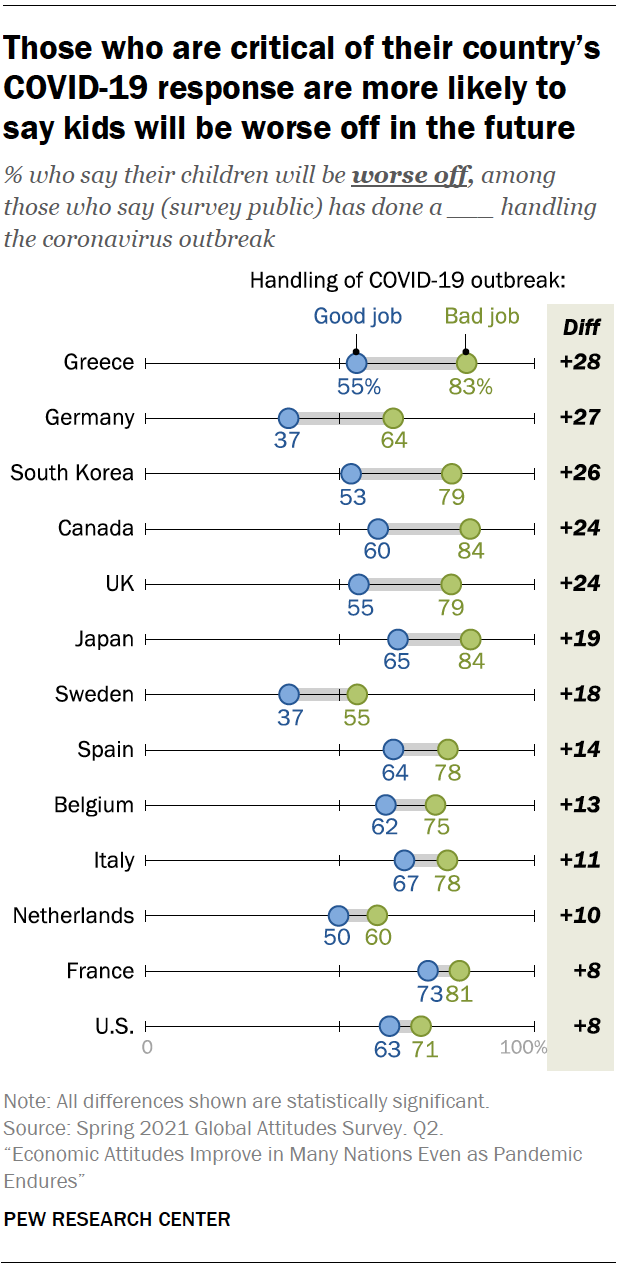 Those who are critical of their country's
COVID-19 response are more likely to
say kids will be worse off in the future
% who say their children will be worse off, among
those who say (survey public) has done a ___ handling
the coronavirus outbreak
Handling of COVID-19 outbreak:
Good job Bad job Diff
Greece 55% 83% +28
Germany 37 64 +27
South Korea 53 79 +26
Canada 60 84 +24
UK 55 79 +24
Japan 65 84 +19
Sweden 37 55 +18
Spain 64 78 +14
Belgium 62 75 +13
Italy 67 78 +11
Netherlands 50 60 +10
France 73 81 +8
U.S. 63 71 +8
0 100%
Note: All differences shown are statistically significant.
Source: Spring 2021 Global Attitudes Survey. Q2.
“Economic Attitudes Improve in Many Nations Even as Pandemic
Endures”
PEW RESEARCH CENTER